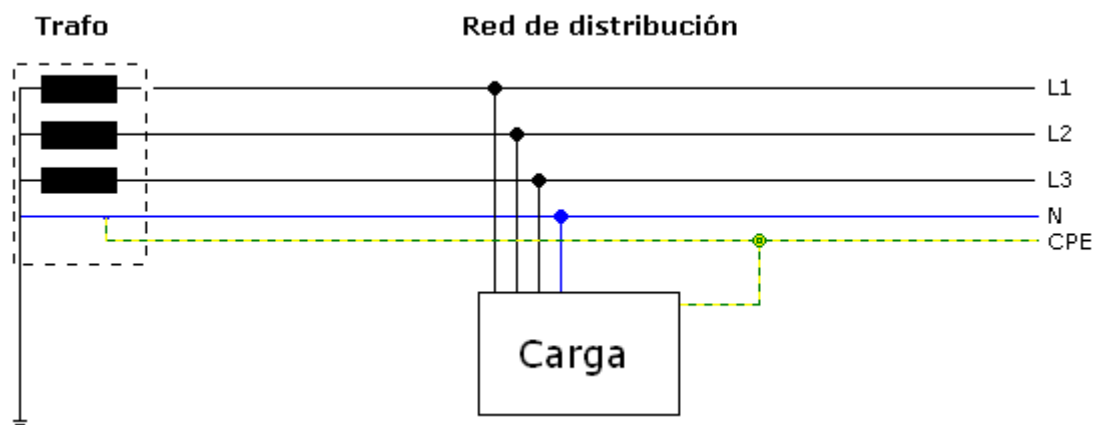 Trafo
Red de distribución
L1
L2
L3
N
CPE
Carga